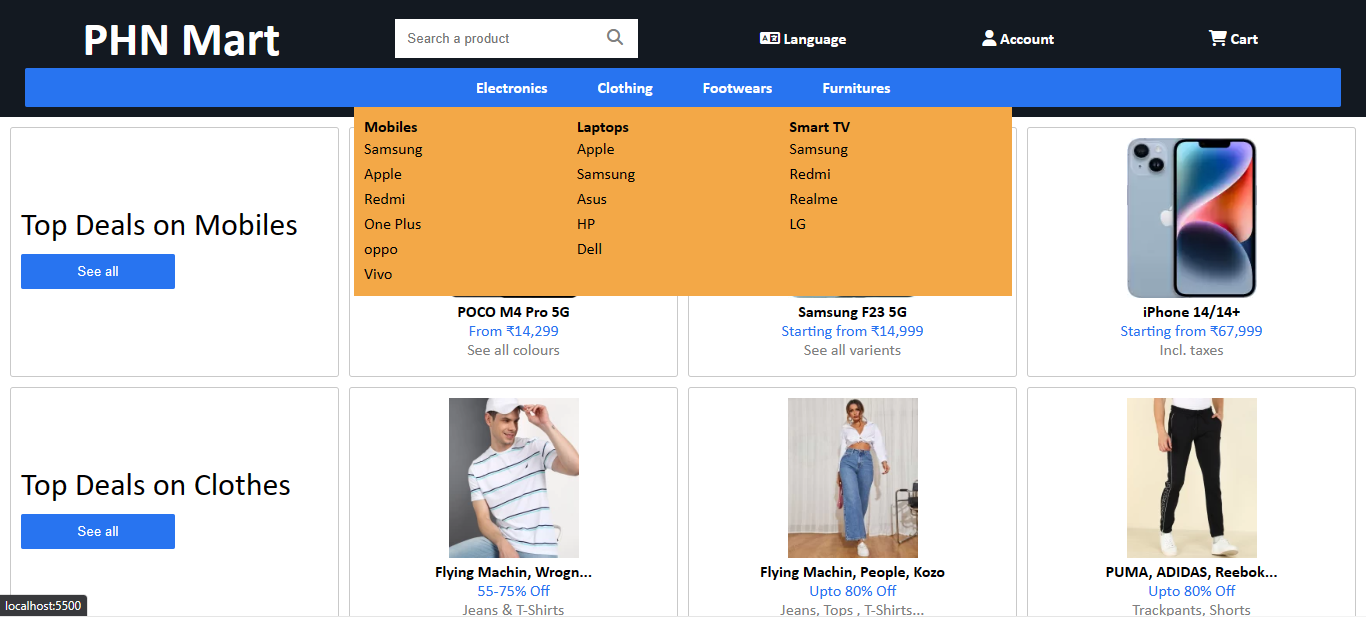 PHN Mart
Search a product
Language
Account
Cart
Electronics Clothing Footwears Furnitures
Mobiles
Samsung
Apple
Redmi
One Plus
oppo
Vivo
Laptops
Apple
Samsung
Asus
HP
Dell
Smart TV
Samsung
Redmi
Realme
LG
Top Deals on Mobiles
See all
POCO M4 Pro 5G
From ₹14,299
See all colours
Samsung F23 5G
Starting from ₹14,999
See all varients
iPhone 14/14+
Starting from ₹67,999
Incl. taxes
Top Deals on Clothes
See all
Flying Machin, Wrogn...
55-75% Off
Jeans & T-Shirts
Flying Machin, People, Kozo
Upto 80% Off
Jeans, Tops , T-Shirts...
PUMA, ADIDAS, Reebok...
Upto 80% Off
Trackpants, Shorts
localhost:5500